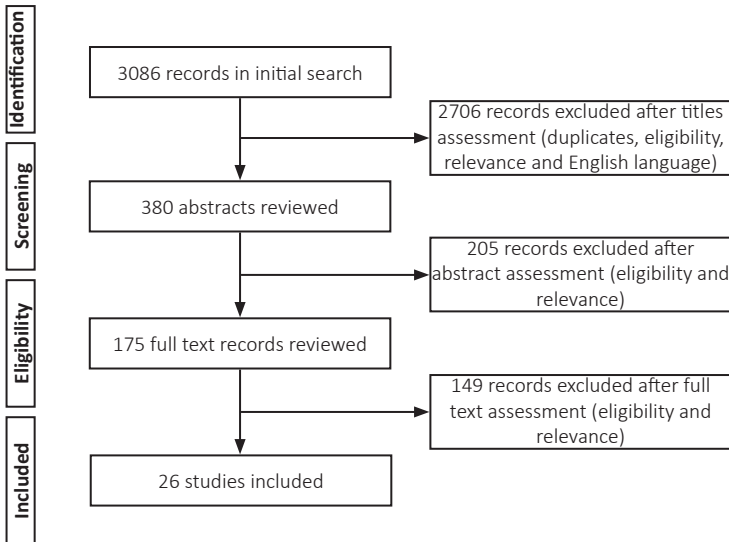 Identification
3086 records in initial search
2706 records excluded after titles
assessment (duplicates, eligibility,
relevance and English language)
Screening
380 abstracts reviewed
205 records excluded after
abstract assessment (eligibility and
relevance)
Eligibility
175 full text records reviewed
149 records excluded after full
text assessment (eligibility and
relevance)
Included
26 studies included